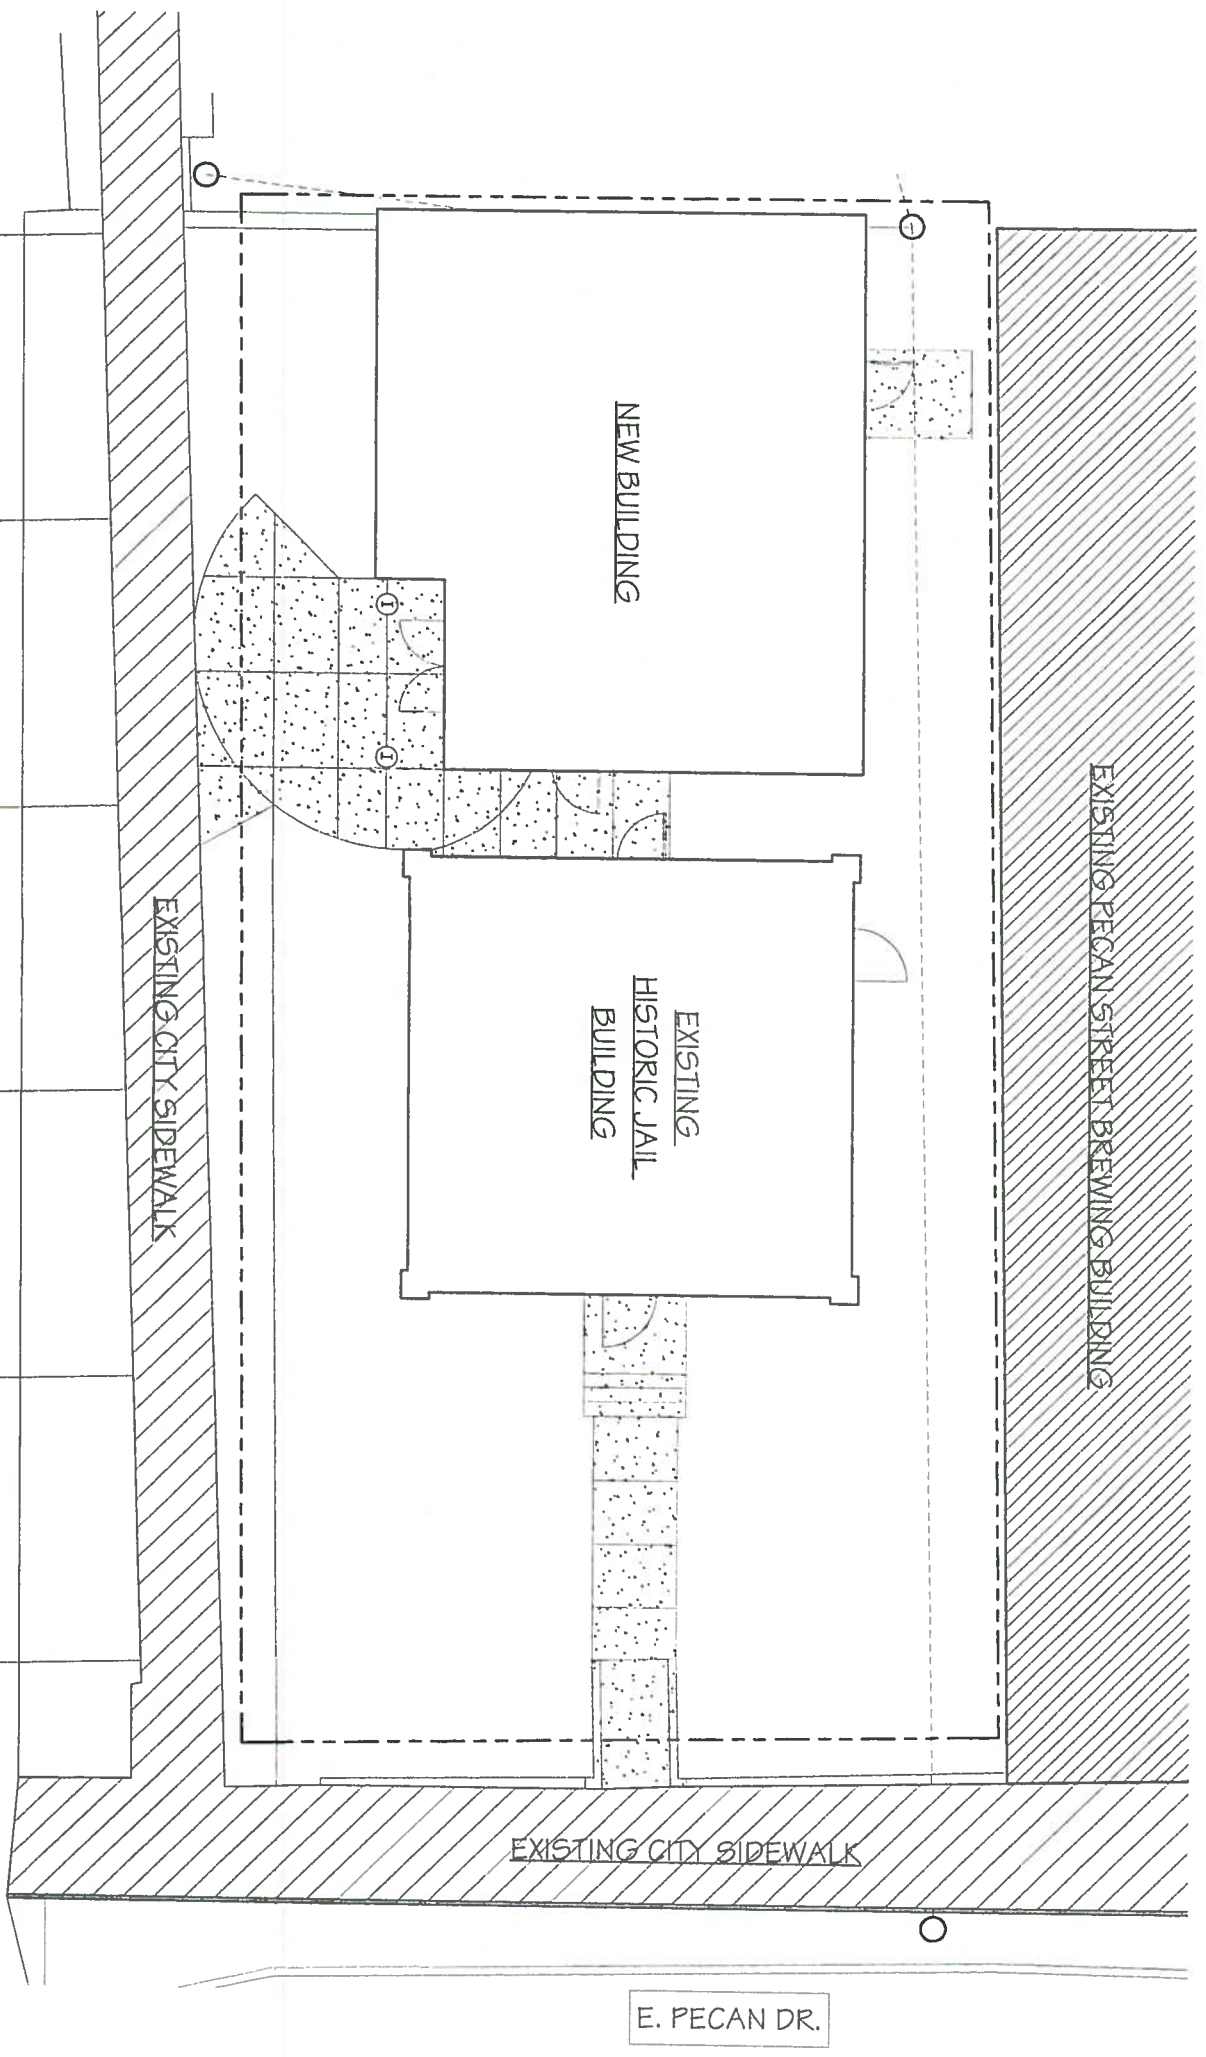 NEW BUILDING
EXISTING PECAN STREET BREWING BUILDING
EXISTING CITY SIDEWALK
EXISTING
HISTORIC JAIL
BUILDING
I
I
EXISTING CITY SIDEWALK
E. PECAN DR.